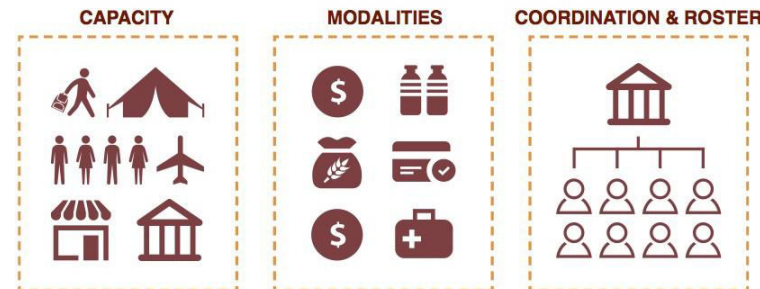 CAPACITY
MODALITIES
COORDINATION & ROSTER
$
$